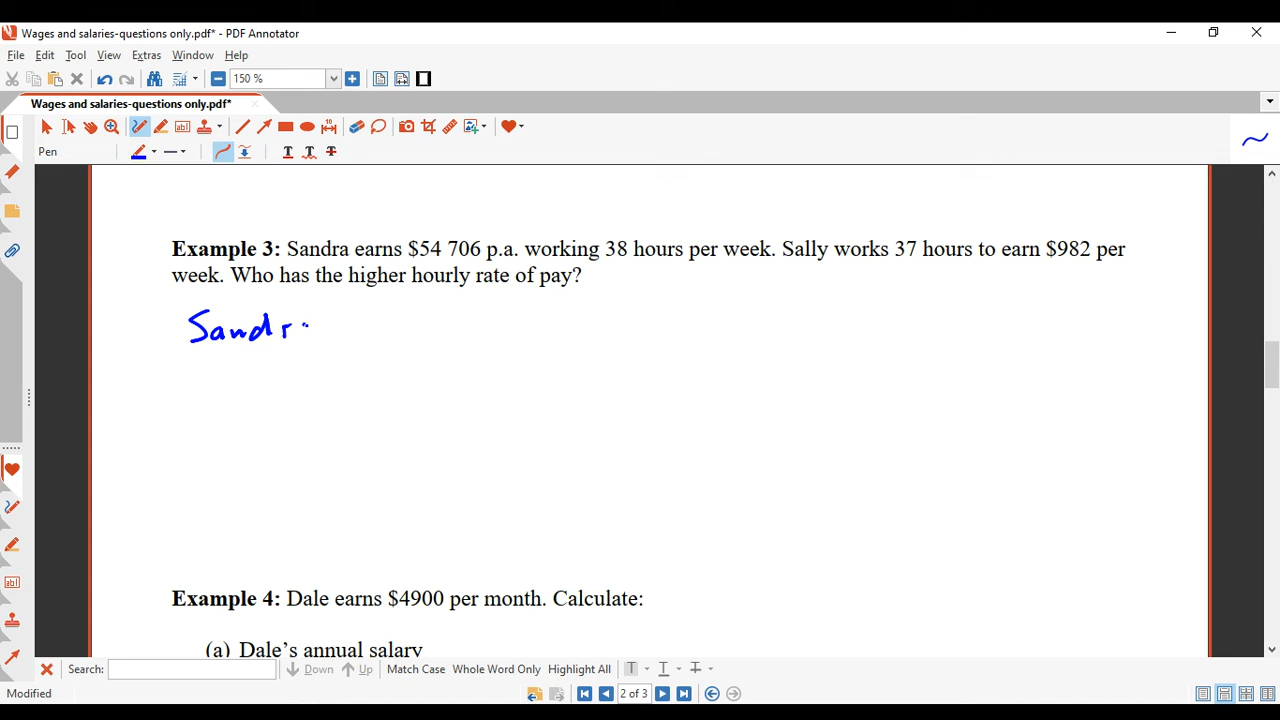 Wages and salaries-questions only.pdf* - PDF Annotator
File Edit Tool View Extras Window Help
150 %
Wages and salaries-questions only.pdf*
Pen
Example 3: Sandra earns $54 706 p.a. working 38 hours per week. Sally works 37 hours to earn $982 per
week. Who has the higher hourly rate of pay?
Sandr
Example 4: Dale earns $4900 per month. Calculate:
(a) Dale’s annual salary
Search: Down Up Match Case Whole Word Only Highlight All
Modified 2 of 3